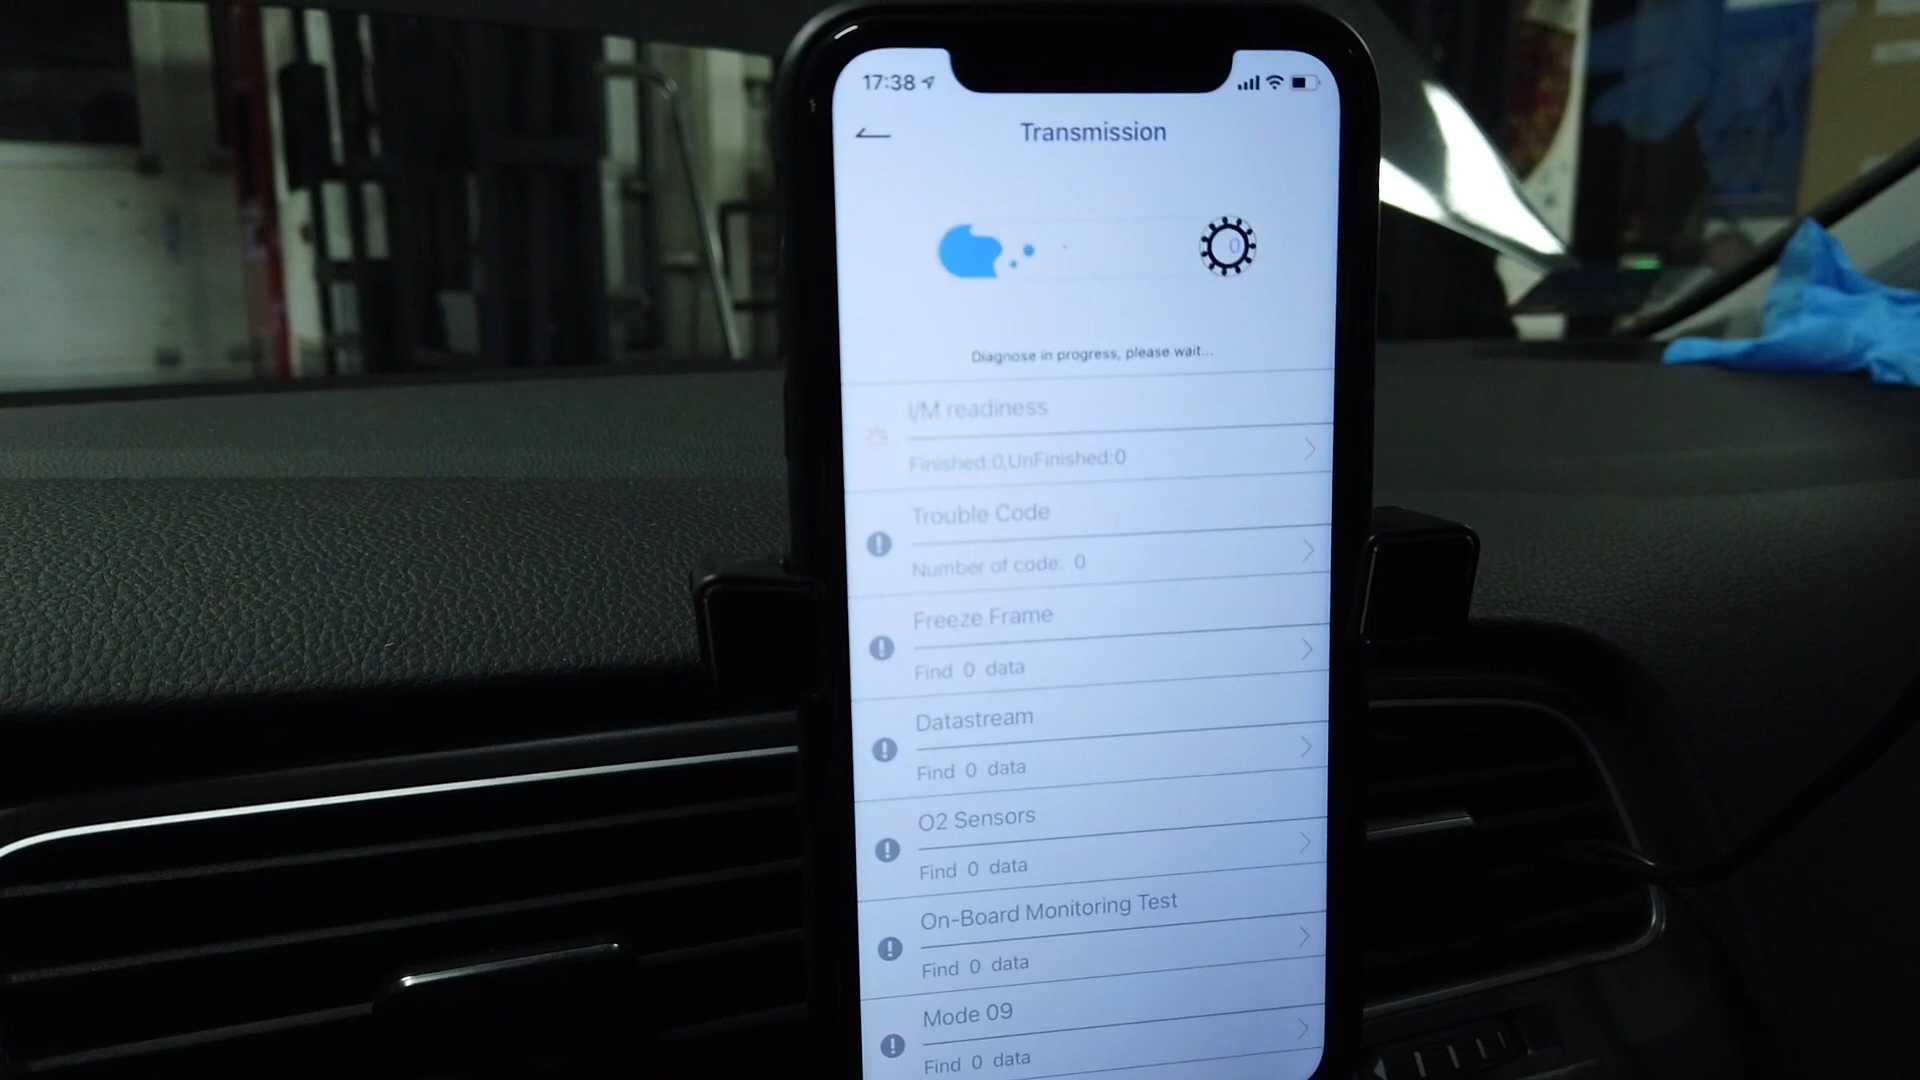 17:38
Transmission
0
Diagnose in progress, please wait...
I/M readiness
Finished:0,UnFinished:0
Trouble Code
Number of code: 0
Freeze Frame
Find 0 data
Datastream
Find 0 data
O2 Sensors
Find 0 data
On-Board Monitoring Test
Find 0 data
Mode 09
Find 0 data